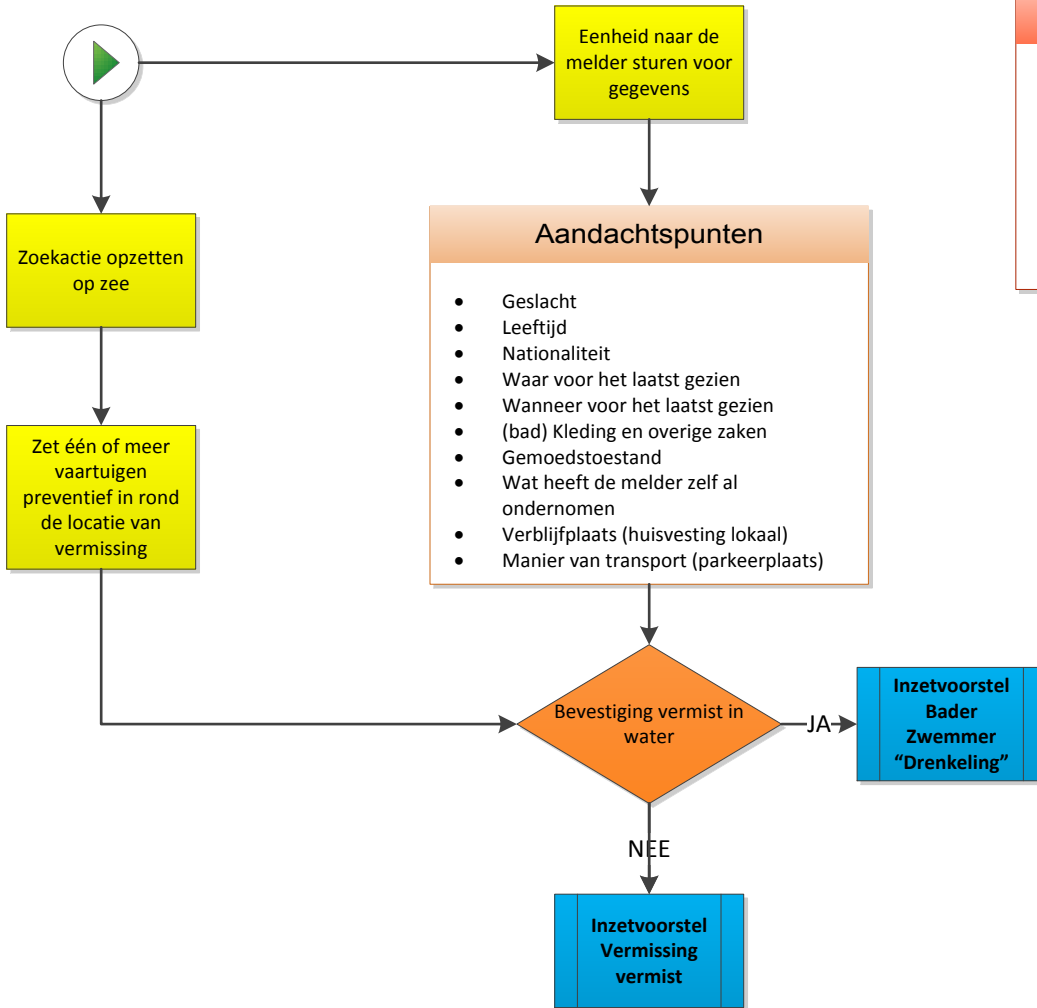 Eenheid naar de
melder sturen voor
gegevens
Zoekactie opzetten
op zee
Aandachtspunten
• Geslacht
• Leeftijd
• Nationaliteit
• Waar voor het laatst gezien
• Wanneer voor het laatst gezien
• (bad) Kleding en overige zaken
• Gemoedstoestand
• Wat heeft de melder zelf al
ondernomen
• Verblijfplaats (huisvesting lokaal)
• Manier van transport (parkeerplaats)
Zet één of meer
vaartuigen
preventief in rond
de locatie van
vermissing
Bevestiging vermist in
water
JA
Inzetvoorstel
Bader
Zwemmer
“Drenkeling”
NEE
Inzetvoorstel
Vermissing
vermist